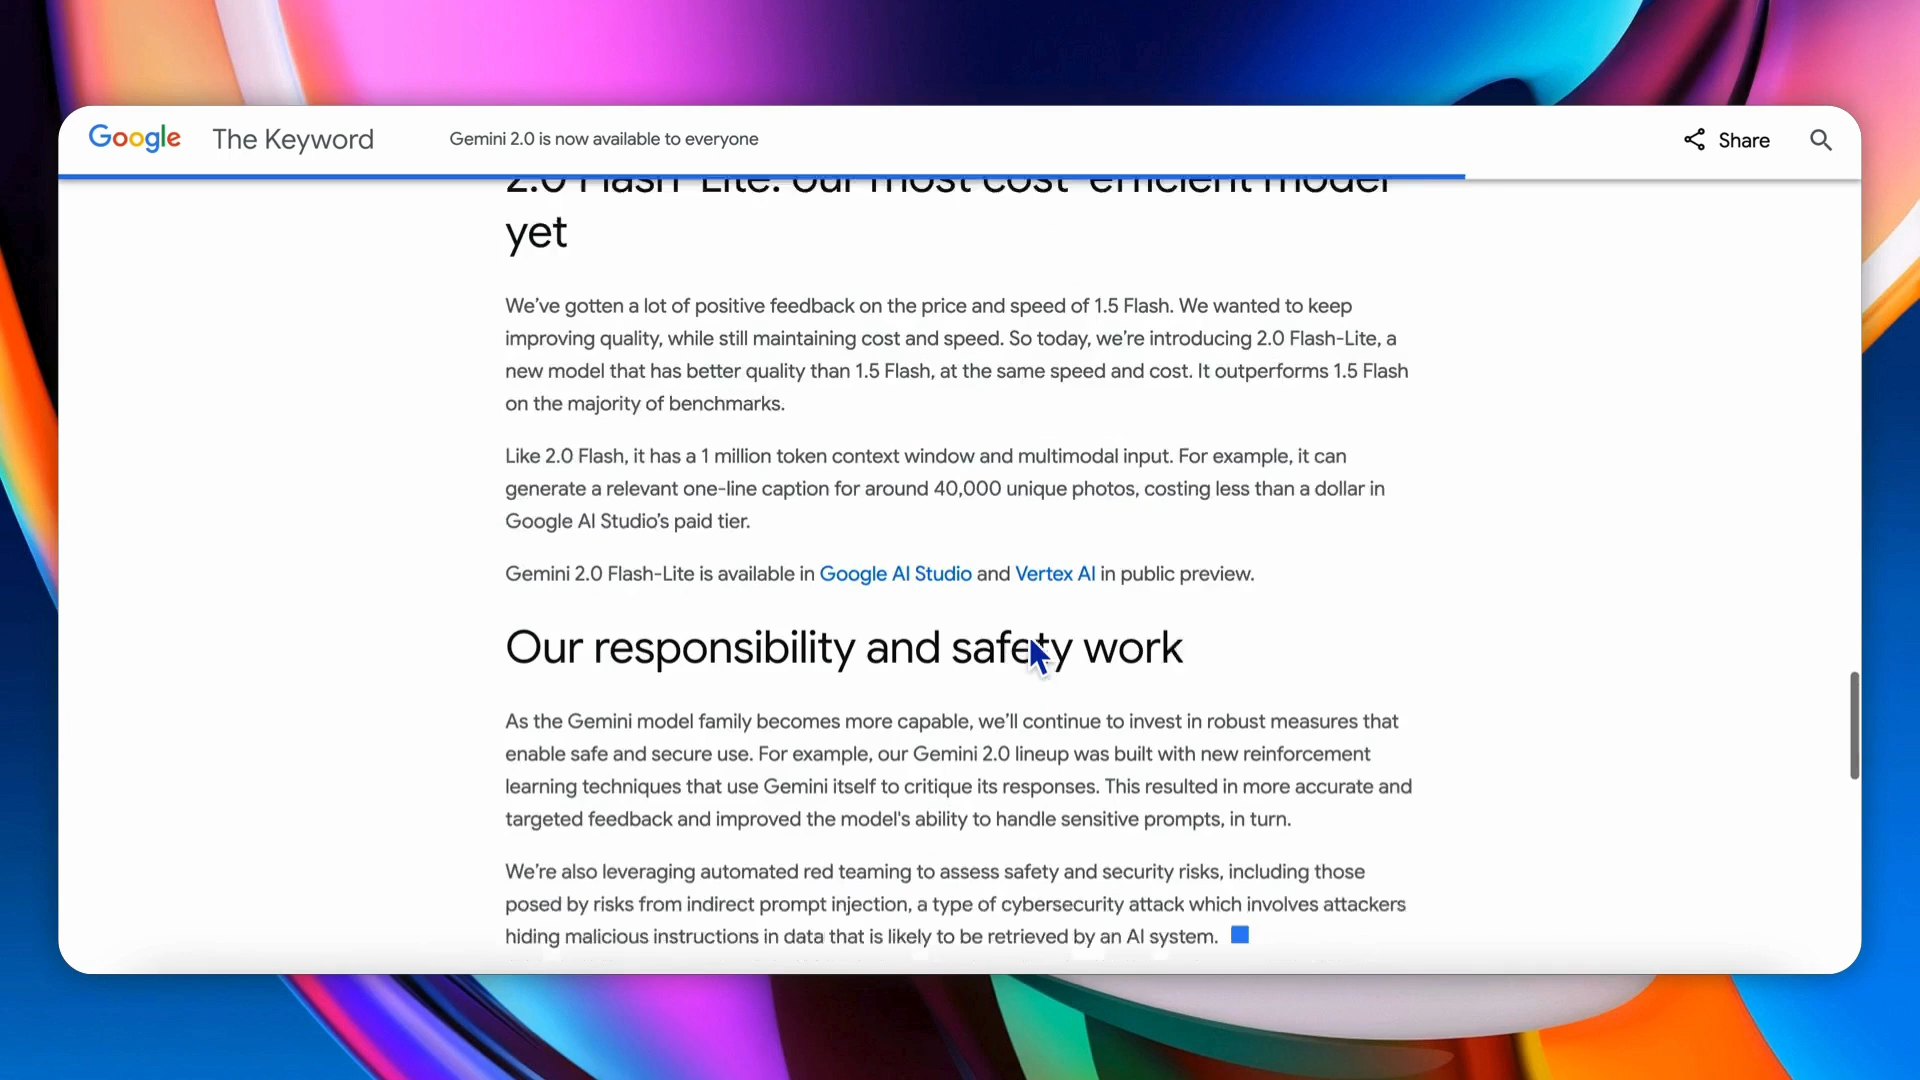 Google The Keyword Gemini 2.0 is now available to everyone Share
2.0 Flash-Lite: our most cost-efficient model
yet
We’ve gotten a lot of positive feedback on the price and speed of 1.5 Flash. We wanted to keep
improving quality, while still maintaining cost and speed. So today, we’re introducing 2.0 Flash-Lite, a
new model that has better quality than 1.5 Flash, at the same speed and cost. It outperforms 1.5 Flash
on the majority of benchmarks.
Like 2.0 Flash, it has a 1 million token context window and multimodal input. For example, it can
generate a relevant one-line caption for around 40,000 unique photos, costing less than a dollar in
Google AI Studio’s paid tier.
Gemini 2.0 Flash-Lite is available in Google AI Studio and Vertex AI in public preview.
Our responsibility and safety work
As the Gemini model family becomes more capable, we’ll continue to invest in robust measures that
enable safe and secure use. For example, our Gemini 2.0 lineup was built with new reinforcement
learning techniques that use Gemini itself to critique its responses. This resulted in more accurate and
targeted feedback and improved the model's ability to handle sensitive prompts, in turn.
We’re also leveraging automated red teaming to assess safety and security risks, including those
posed by risks from indirect prompt injection, a type of cybersecurity attack which involves attackers
hiding malicious instructions in data that is likely to be retrieved by an AI system.